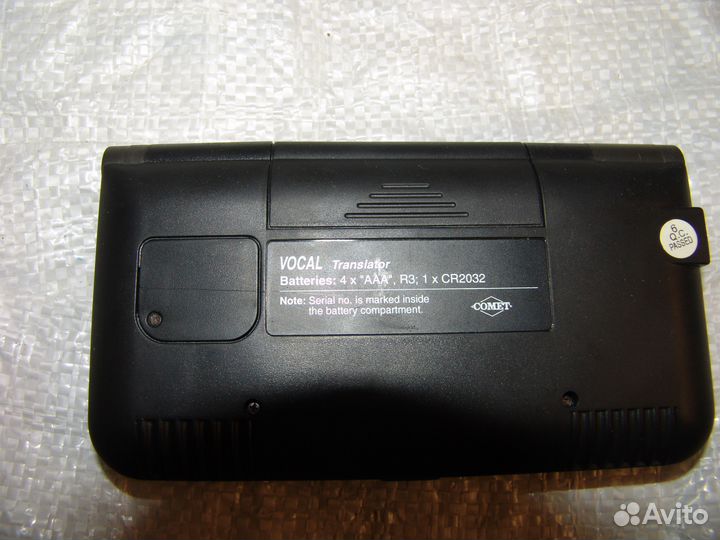 VOCAL Translator
Batteries: 4 x "AAA", R3; 1 x CR2032
Note: Serial no. is marked inside
the battery compartment.
COMET
6
Q.C.
PASSED
Avito